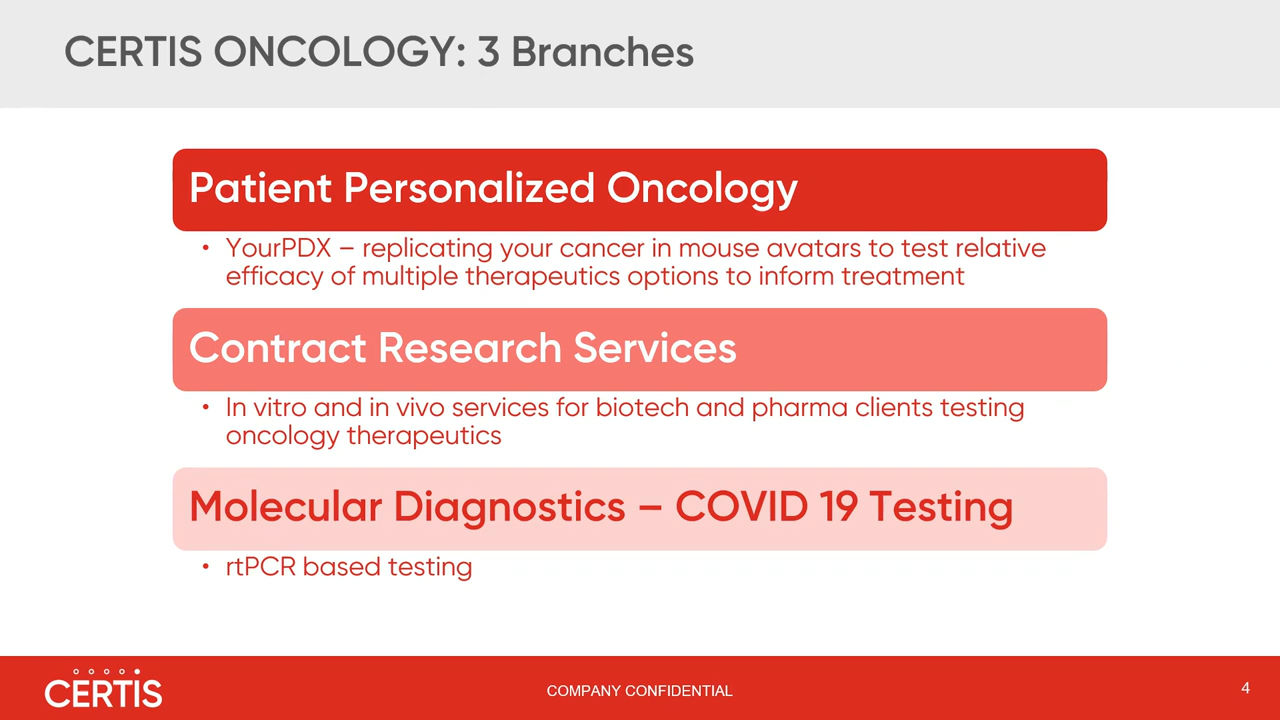 CERTIS ONCOLOGY: 3 Branches
Patient Personalized Oncology
• YourPDX – replicating your cancer in mouse avatars to test relative
efficacy of multiple therapeutics options to inform treatment
Contract Research Services
• In vitro and in vivo services for biotech and pharma clients testing
oncology therapeutics
Molecular Diagnostics – COVID 19 Testing
• rtPCR based testing
CERTIS
COMPANY CONFIDENTIAL
4